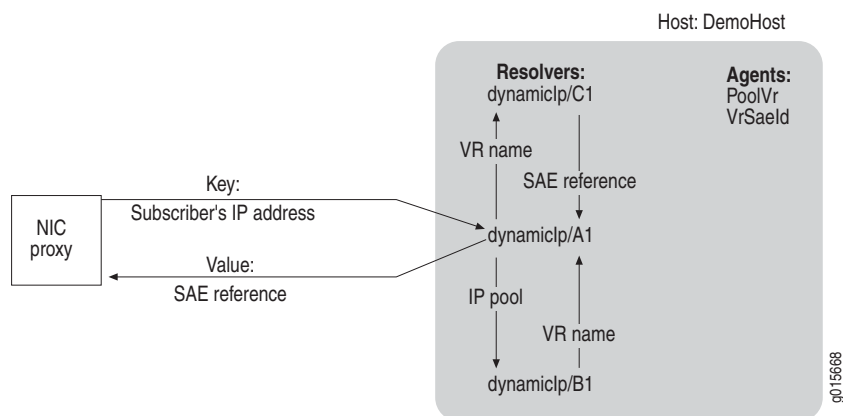 Host: DemoHost
Resolvers:
dynamicIp/C1
Agents:
PoolVr
VrSaeId
VR name
SAE reference
Key:
Subscriber's IP address
NIC
proxy
dynamicIp/A1
Value:
SAE reference
IP pool
VR name
dynamicIp/B1
g015668